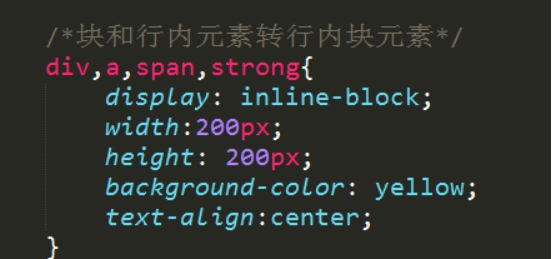 /*块和行内元素转行内块元素*/
div,a,span,strong{
display: inline-block;
width:200px;
height: 200px;
background-color: yellow;
text-align:center;
}